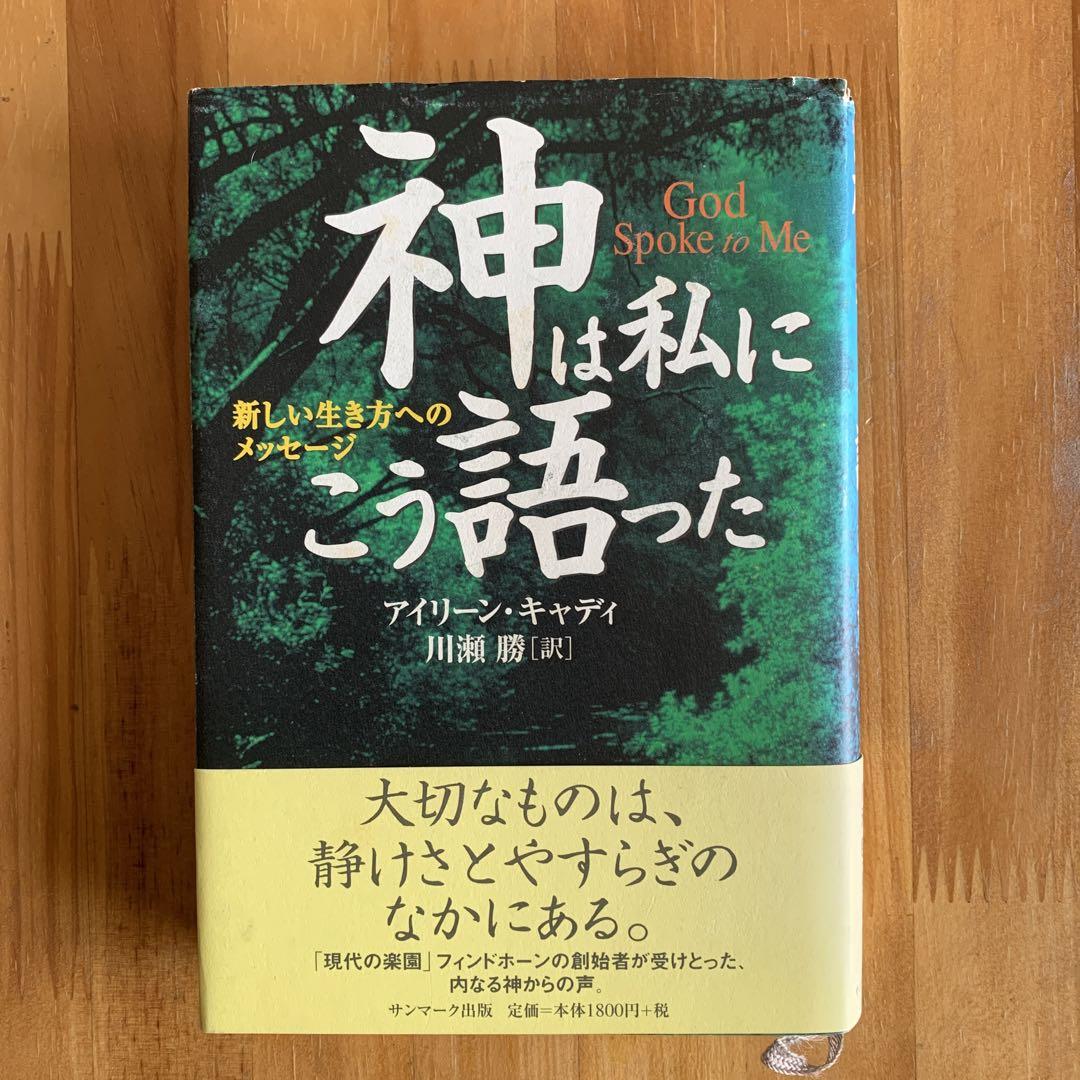 神は私に
こう語った
God
Spoke to Me
新しい生き方への
メッセージ
アイリーン・キャディ
川瀬 勝[訳]
大切なものは、
静けさとやすらぎの
なかにある。
「現代の楽園」フィンドホーンの創始者が受けとった、
内なる神からの声。
サンマーク出版 定価=本体1800円+税